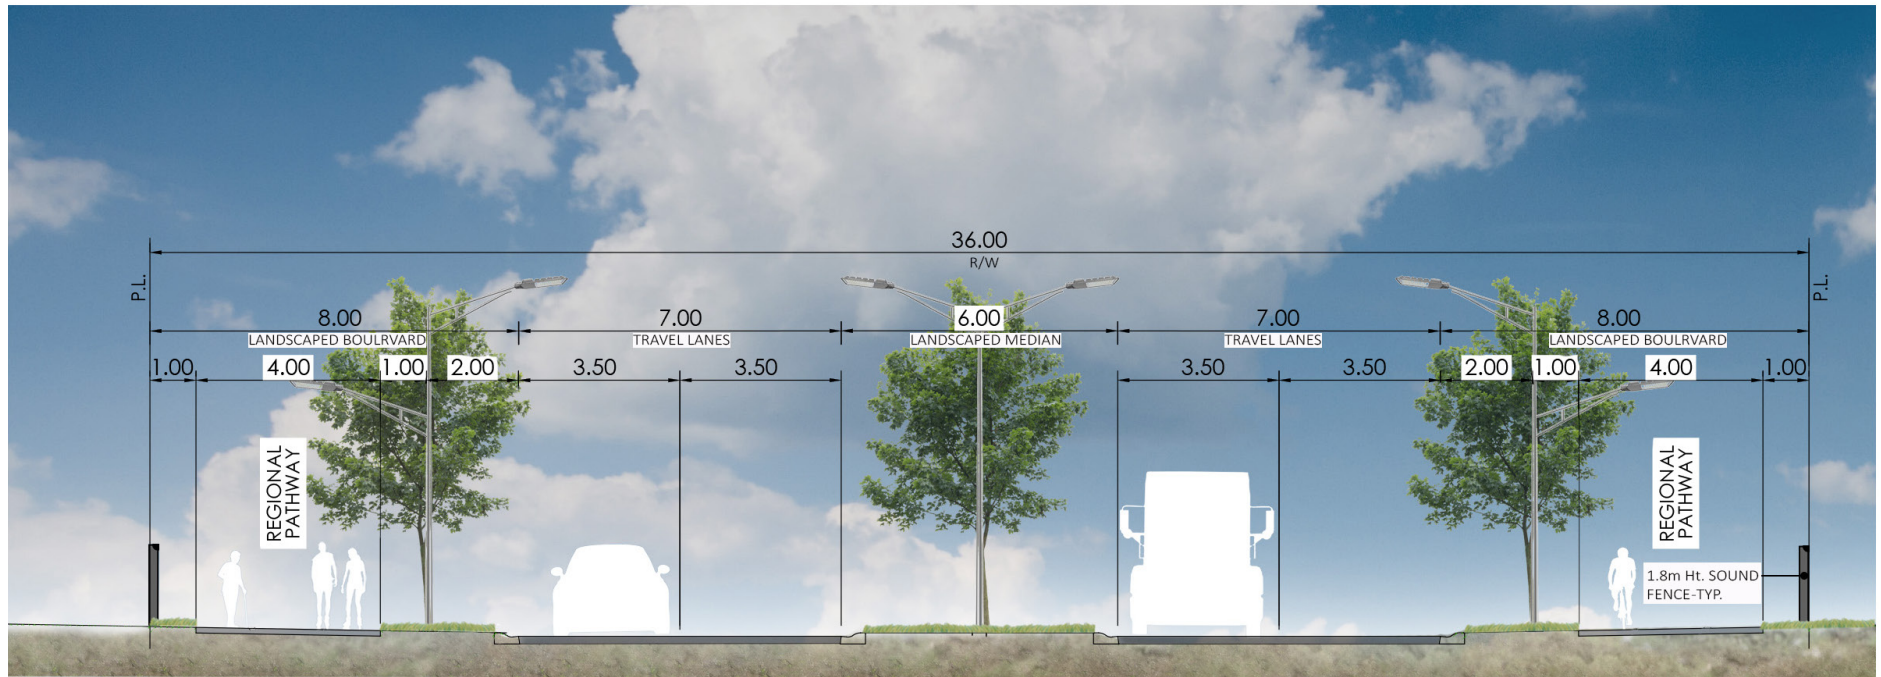 36.00
R/W
P.L.
P.L.
8.00
7.00
6.00
7.00
8.00
LANDSCAPED BOULRVARD
TRAVEL LANES
LANDSCAPED MEDIAN
TRAVEL LANES
LANDSCAPED BOULRVARD
1.00
4.00
1.00
2.00
3.50
3.50
3.50
3.50
2.00
1.00
4.00
1.00
REGIONAL
PATHWAY
REGIONAL
PATHWAY
1.8m Ht. SOUND
FENCE-TYP.